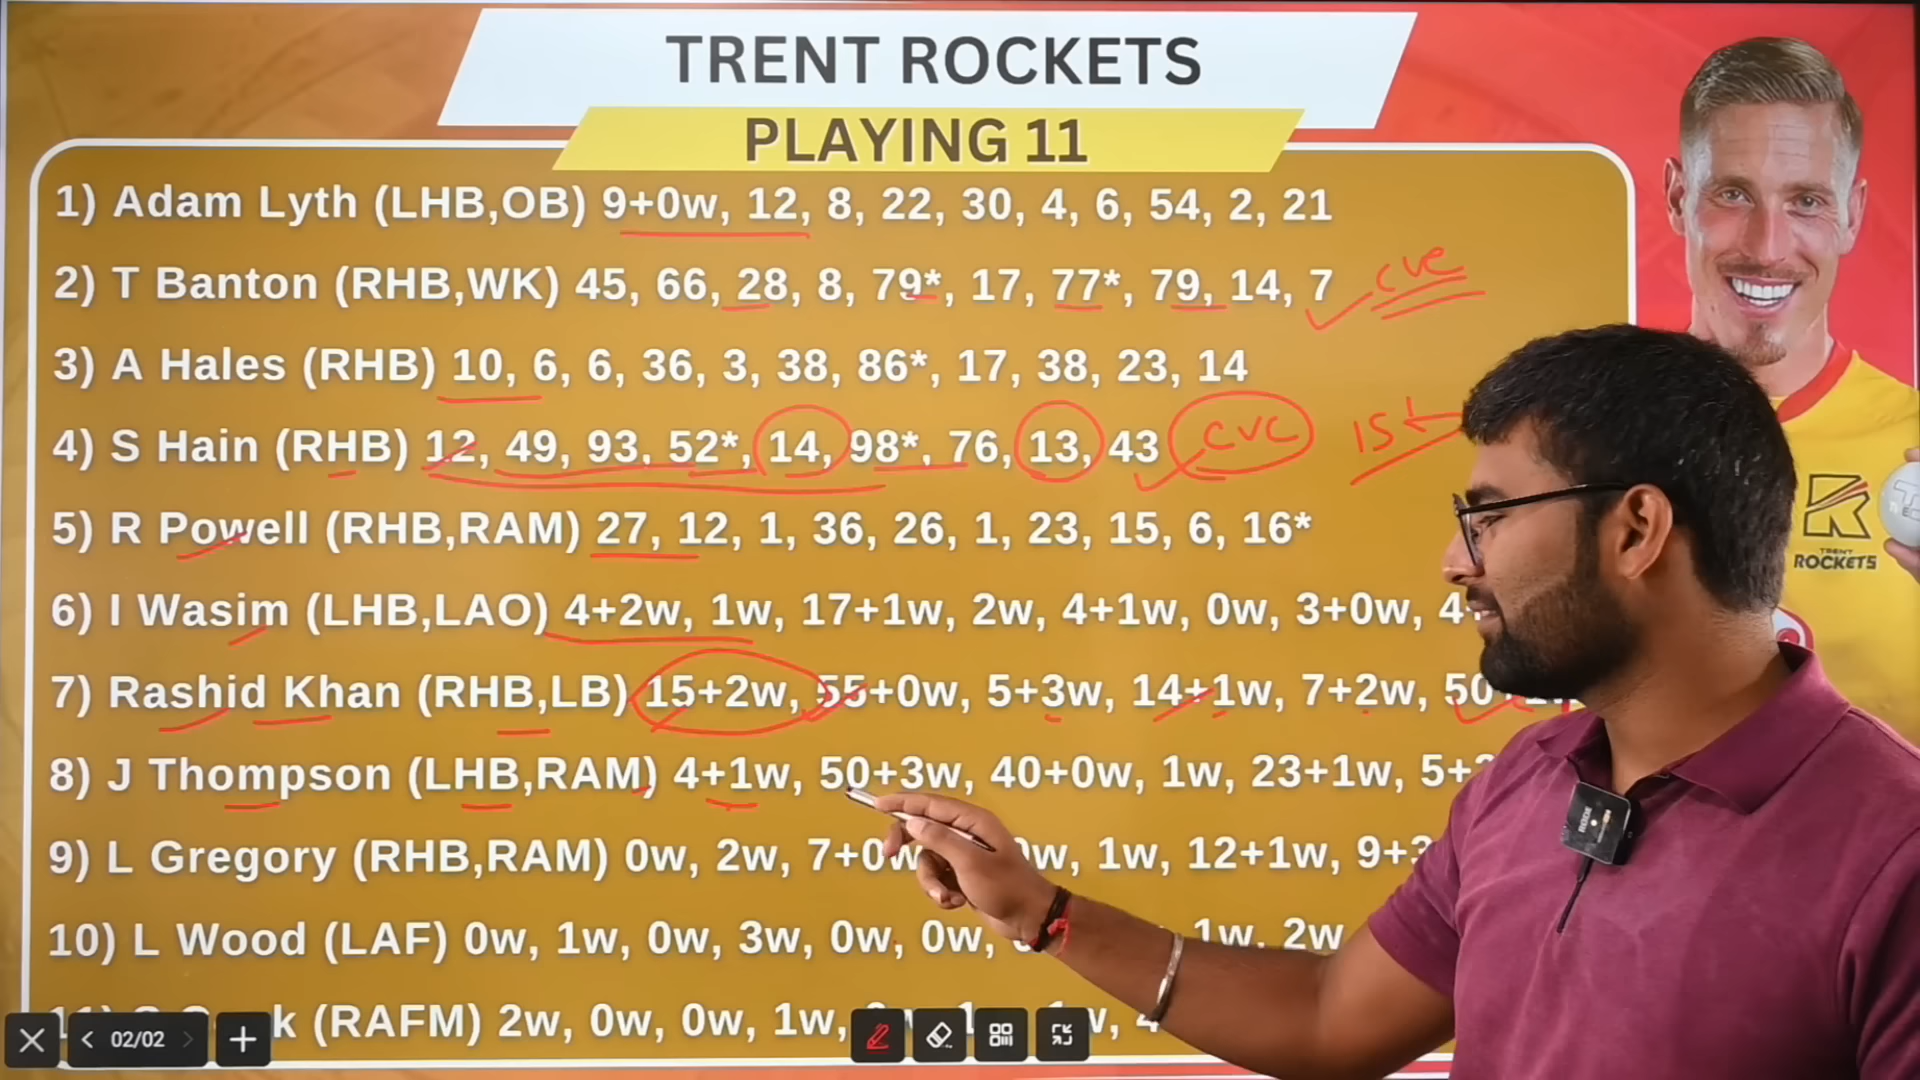 TRENT ROCKETS
PLAYING 11
1) Adam Lyth (LHB,OB) 9+0w, 12, 8, 22, 30, 4, 6, 54, 2, 21
2) T Banton (RHB,WK) 45, 66, 28, 8, 79*, 17, 77*, 79, 14, 7
cvc
3) A Hales (RHB) 10, 6, 6, 36, 3, 38, 86*, 17, 38, 23, 14
4) S Hain (RHB) 12, 49, 93, 52*, 14, 98*, 76, 13, 43 cvc 1st
5) R Powell (RHB,RAM) 27, 12, 1, 36, 26, 1, 23, 15, 6, 16*
6) I Wasim (LHB,LAO) 4+2w, 1w, 17+1w, 2w, 4+1w, 0w, 3+0w,
7) Rashid Khan (RHB,LB) 15+2w, 55+0w, 5+3w, 14+1w, 7+2w,
8) J Thompson (LHB,RAM) 4+1w, 50+3w, 40+0w, 1w, 23+1w,
9) L Gregory (RHB,RAM) 0w, 2w, 7+0w 1w, 12+1w,
10) L Wood (LAF) 0w, 1w, 0w, 3w, 0w, 0w, 1w, 2w
(RAFM) 2w, 0w, 0w, 1w,
TRENT
ROCKETS
RODE
02/02